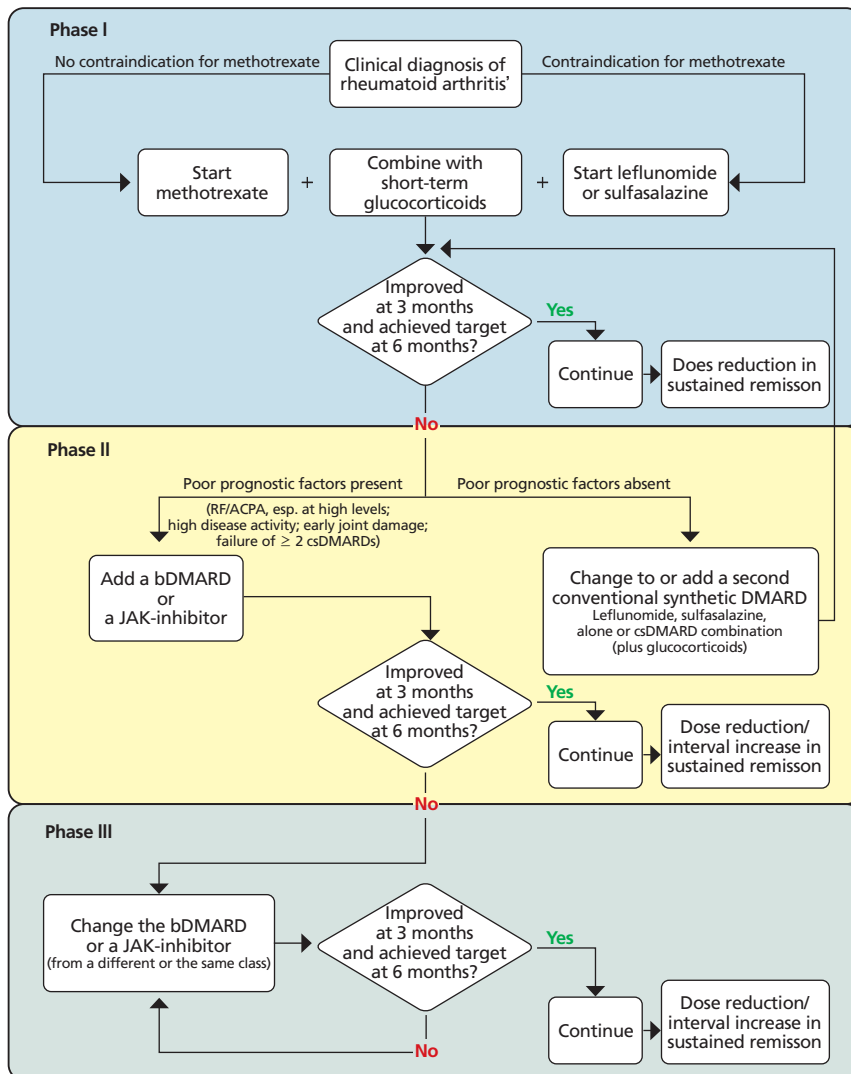 Phase I
No contraindication for methotrexate
Clinical diagnosis of
rheumatoid arthritis’
Contraindication for methotrexate
Start
methotrexate
+
Combine with
short-term
glucocorticoids
+
Start leflunomide
or sulfasalazine
Improved
at 3 months
and achieved target
at 6 months?
Yes
Continue
Does reduction in
sustained remisson
No
Phase II
Poor prognostic factors present
(RF/ACPA, esp. at high levels;
high disease activity; early joint damage;
failure of ≥ 2 csDMARDs)
Poor prognostic factors absent
Add a bDMARD
or
a JAK-inhibitor
Change to or add a second
conventional synthetic DMARD
Leflunomide, sulfasalazine,
alone or csDMARD combination
(plus glucocorticoids)
Improved
at 3 months
and achieved target
at 6 months?
Yes
Continue
Dose reduction/
interval increase in
sustained remisson
No
Phase III
Change the bDMARD
or a JAK-inhibitor
(from a different or the same class)
Improved
at 3 months
and achieved target
at 6 months?
Yes
Continue
Dose reduction/
interval increase in
sustained remisson
No